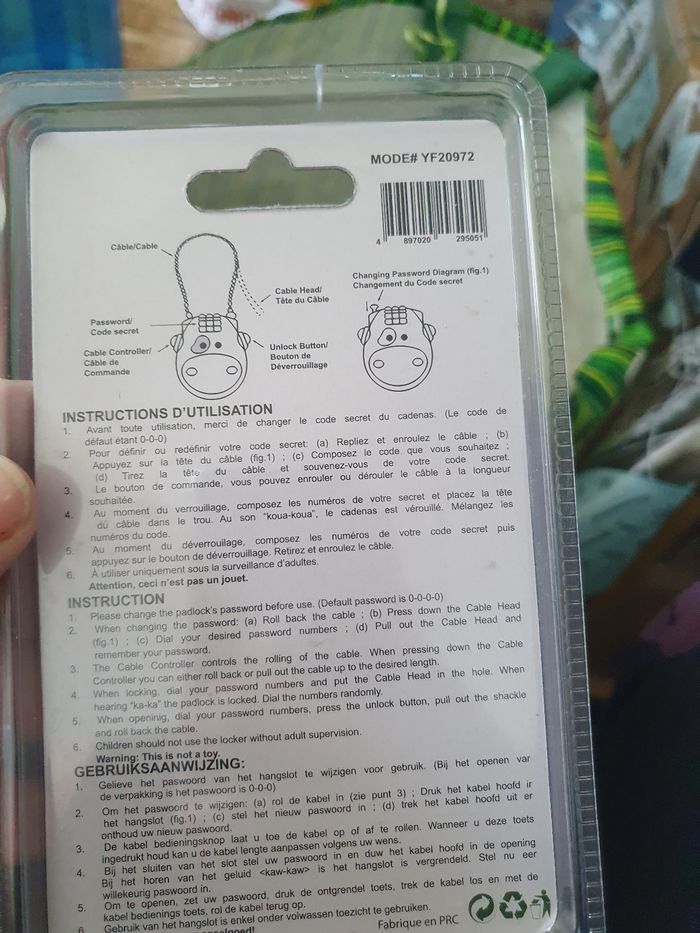 MODE# YF20972
4 897020 295051
Câble/Cable
Cable Head/
Tête du Câble
Password/
Code secret
Cable Controller/
Câble de
Commande
Unlock Button/
Bouton de
Déverrouillage
Changing Password Diagram (fig.1)
Changement du Code secret
INSTRUCTIONS D'UTILISATION
1. Avant toute utilisation, merci de changer le code secret du cadenas. (Le code de
défaut étant 0-0-0)
2. Pour définir ou redéfinir votre code secret: (a) Repliez et enroulez le câble ; (b)
Appuyez sur la tête du câble (fig.1) ; (c) Composez le code que vous souhaitez ;
(d) Tirez la tête du câble et souvenez-vous de votre code secret.
3. Le bouton de commande, vous pouvez enrouler ou dérouler le câble à la longueur
souhaitée.
4. Au moment du verrouillage, composez les numéros de votre secret et placez la tête
dû câble dans le trou. Au son "koua-koua", le cadenas est vérouillé. Mélangez les
numéros du code.
5. Au moment du déverrouillage, composez les numéros de votre code secret puis
appuyez sur le bouton de déverrouillage. Retirez et enroulez le câble.
6. À utiliser uniquement sous la surveillance d'adultes.
Attention, ceci n'est pas un jouet.
INSTRUCTION
1. Please change the padlock's password before use. (Default password is 0-0-0-0)
2. When changing the password: (a) Roll back the cable ; (b) Press down the Cable Head
(fig.1) ; (c) Dial your desired password numbers ; (d) Pull out the Cable Head and
remember your password.
3. The Cable Controller controls the rolling of the cable. When pressing down the Cable
Controller you can either roll back or pull out the cable up to the desired length.
4. When locking, dial your password numbers and put the Cable Head in the hole. When
hearing "ka-ka" the padlock is locked. Dial the numbers randomly.
5. When openinig, dial your password numbers, press the unlock button, pull out the shackle
and roll back the cable.
6. Children should not use the locker without adult supervision.
Warning: This is not a toy.
GEBRUIKSAANWIJZING:
1. Gelieve het paswoord van het hangslot te wijzigen voor gebruik. (Bij het openen var
de verpakking is het paswoord is 0-0-0)
2. Om het paswoord te wijzigen: (a) rol de kabel in (zie punt 3) ; Druk het kabel hoofd ir
het hangslot (fig.1) ; (c) stel het nieuw paswoord in ; (d) trek het kabel hoofd uit er
onthoud uw nieuw paswoord.
3. De kabel bedieningsknop laat u toe de kabel op of af te rollen. Wanneer u deze toets
ingedrukt houd kan u de kabel lengte aanpassen volgens uw wens.
4. Bij het sluiten van het slot stel uw paswoord in en duw het kabel hoofd in de opening
Bij het horen van het geluid <kaw-kaw> is het hangslot is vergrendeld. Stel nu eer
willekeurig paswoord in.
5. Om te openen, zet uw paswoord, druk de ontgrendel toets, trek de kabel los en met de
kabel bedienings toets, rol de kabel terug op.
6. Gebruik van het hangslot is enkel onder volwassen toezicht te gebruiken.
Fabrique en PRC